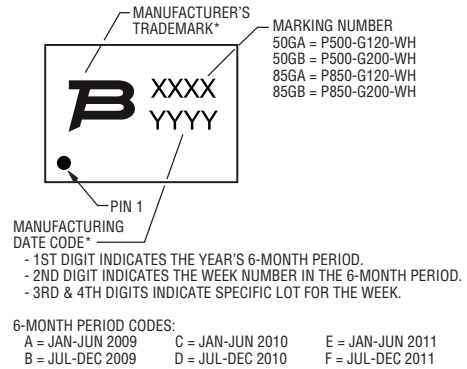 MANUFACTURER'S
TRADEMARK*
MARKING NUMBER
50GA = P500-G120-WH
50GB = P500-G200-WH
85GA = P850-G120-WH
85GB = P850-G200-WH
TB
XXXX
YYYY
PIN 1
MANUFACTURING
DATE CODE*
- 1ST DIGIT INDICATES THE YEAR'S 6-MONTH PERIOD.
- 2ND DIGIT INDICATES THE WEEK NUMBER IN THE 6-MONTH PERIOD.
- 3RD & 4TH DIGITS INDICATE SPECIFIC LOT FOR THE WEEK.
6-MONTH PERIOD CODES:
A = JAN-JUN 2009 C = JAN-JUN 2010 E = JAN-JUN 2011
B = JUL-DEC 2009 D = JUL-DEC 2010 F = JUL-DEC 2011